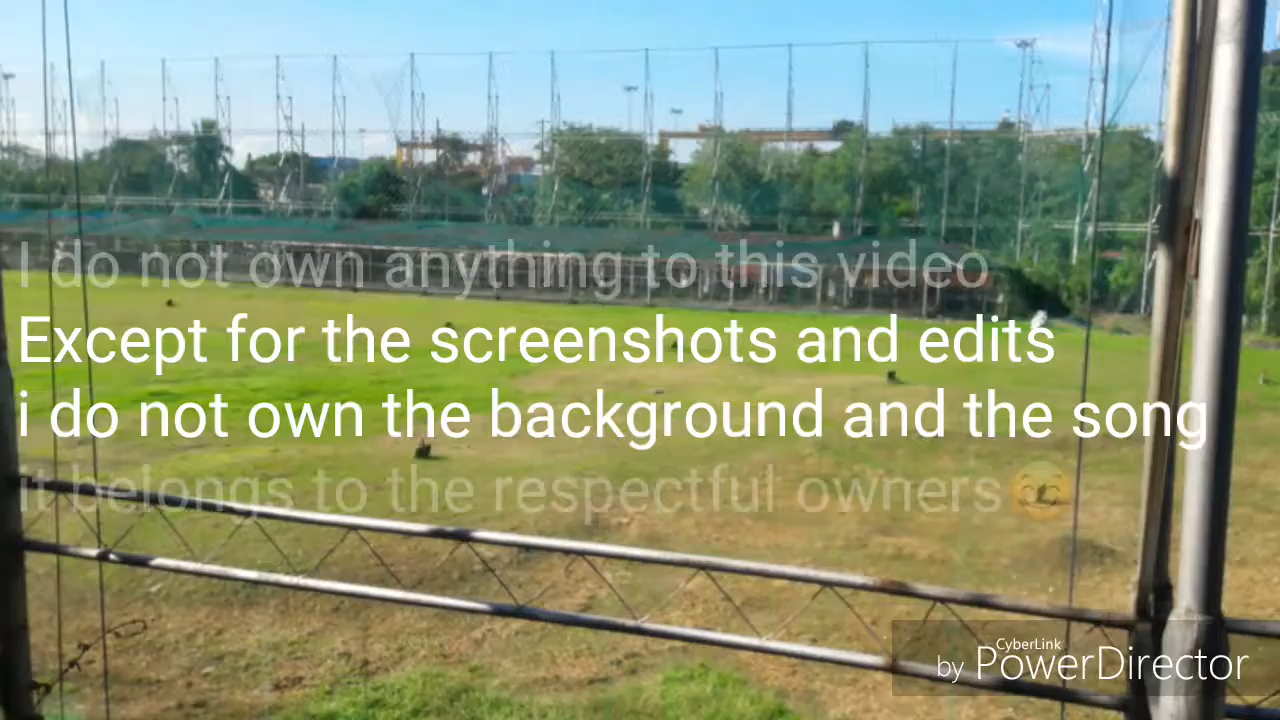 I do not own anything to this video
Except for the screenshots and edits
i do not own the background and the song
it belongs to the respectful owners
CyberLink
by PowerDirector